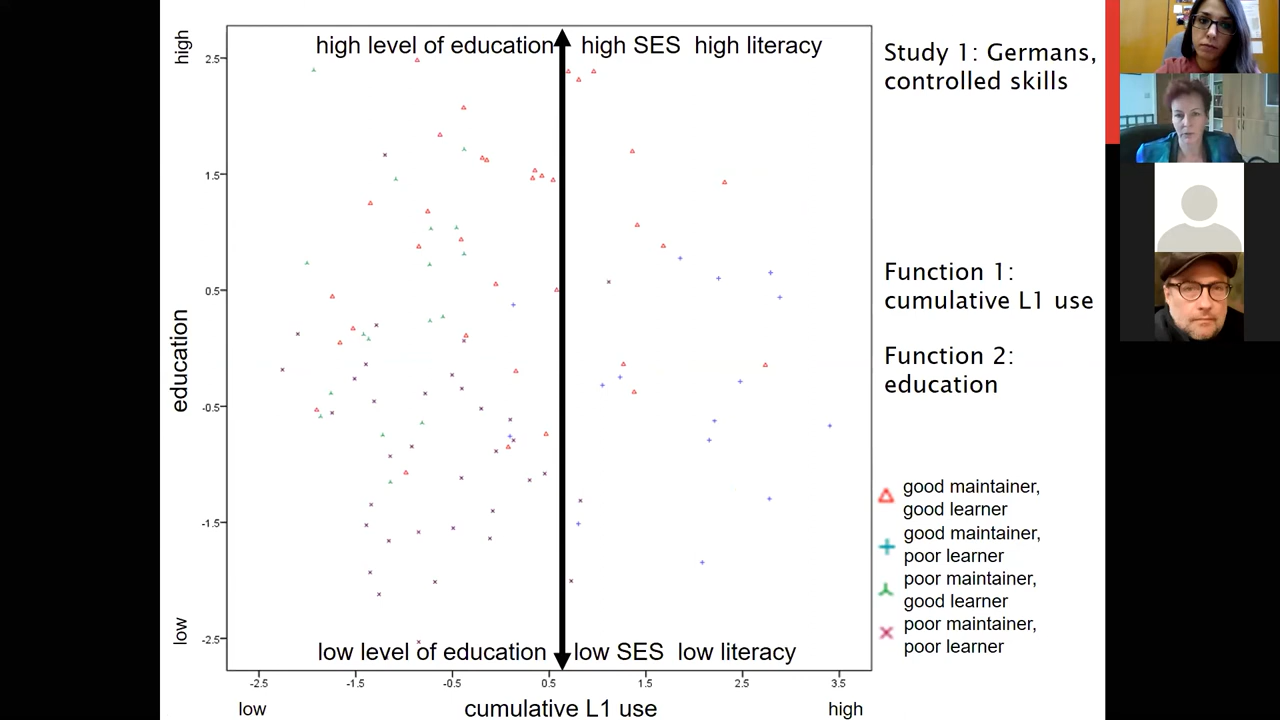 high level of education high SES high literacy
high
2.5
1.5
0.5
-0.5
-1.5
-2.5
education
low
low level of education low SES low literacy
-2.5 -1.5 -0.5 0.5 1.5 2.5 3.5
low cumulative L1 use high
Study 1: Germans,
controlled skills
Function 1:
cumulative L1 use
Function 2:
education
good maintainer,
good learner
good maintainer,
poor learner
poor maintainer,
good learner
poor maintainer,
poor learner